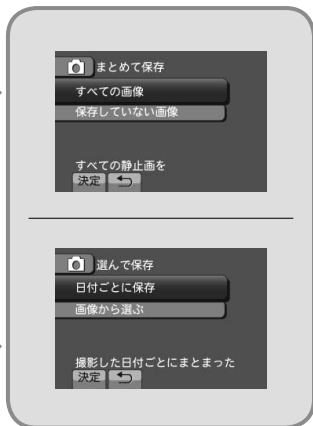 まとめて保存
すべての画像
保存していない画像
すべての静止画を
決定
選んで保存
日付ごとに保存
画像から選ぶ
撮影した日付ごとにまとまった
決定